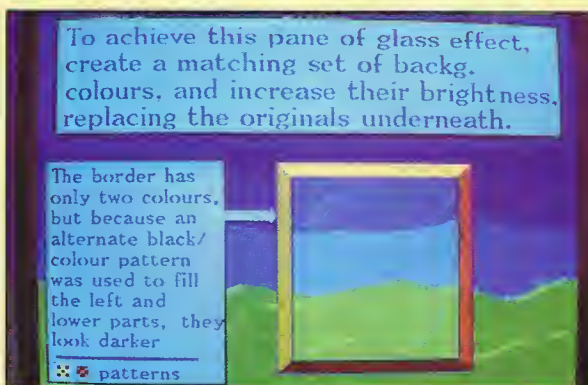 To achieve this pane of glass effect,
create a matching set of backg.
colours, and increase their brightness,
replacing the originals underneath.
The border has
only two colours,
but because an
alternate black/
colour pattern
was used to fill
the left and
lower parts, they
look darker
patterns